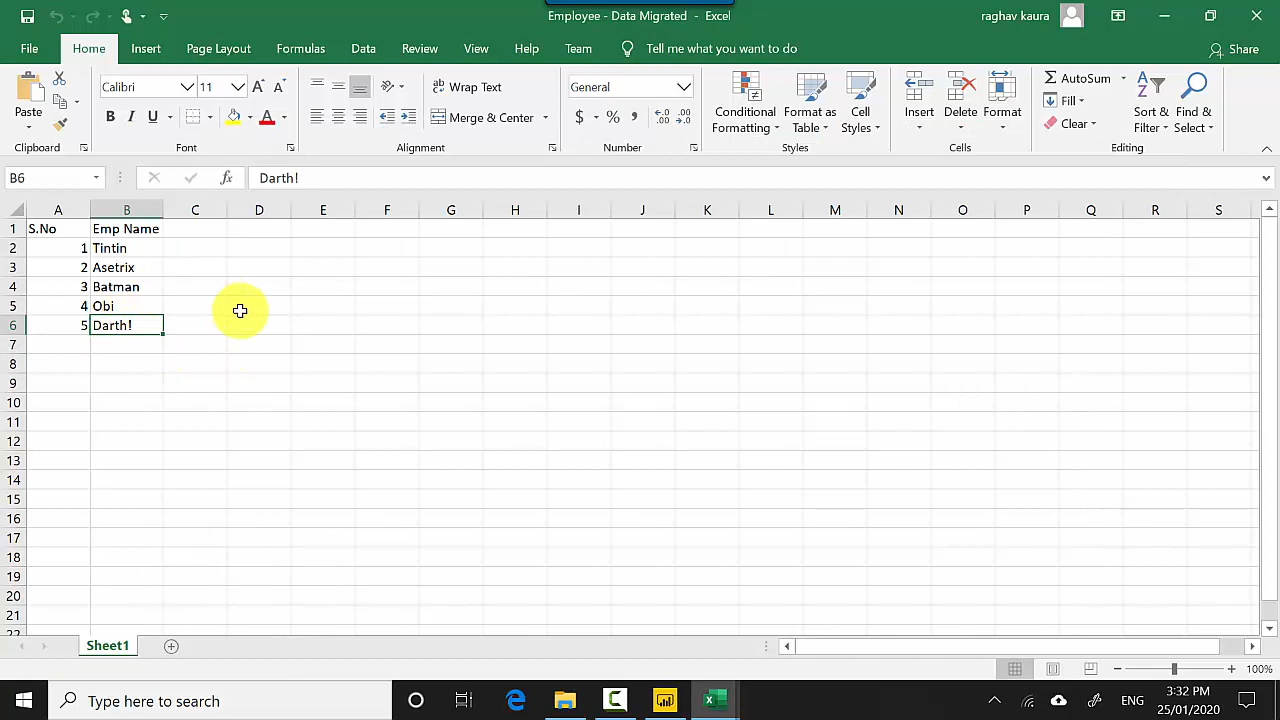 Employee - Data Migrated - Excel
raghav kaura
File Home Insert Page Layout Formulas Data Review View Help Team Tell me what you want to do Share
Paste
Clipboard
Calibri 11
B I U
Font
Wrap Text
Merge & Center
Alignment
General
$ % ,
Number
Conditional Formatting
Format as Table
Cell Styles
Styles
Insert Delete Format
Cells
AutoSum
Fill
Clear
Sort & Filter
Find & Select
Editing
B6
fx
Darth!
A B C D E F G H I J K L M N O P Q R S
1 S.No Emp Name
2 1 Tintin
3 2 Asetrix
4 3 Batman
5 4 Obi
6 5 Darth!
7
8
9
10
11
12
13
14
15
16
17
18
19
20
21
22
Sheet1
100%
Type here to search
ENG
3:32 PM
25/01/2020